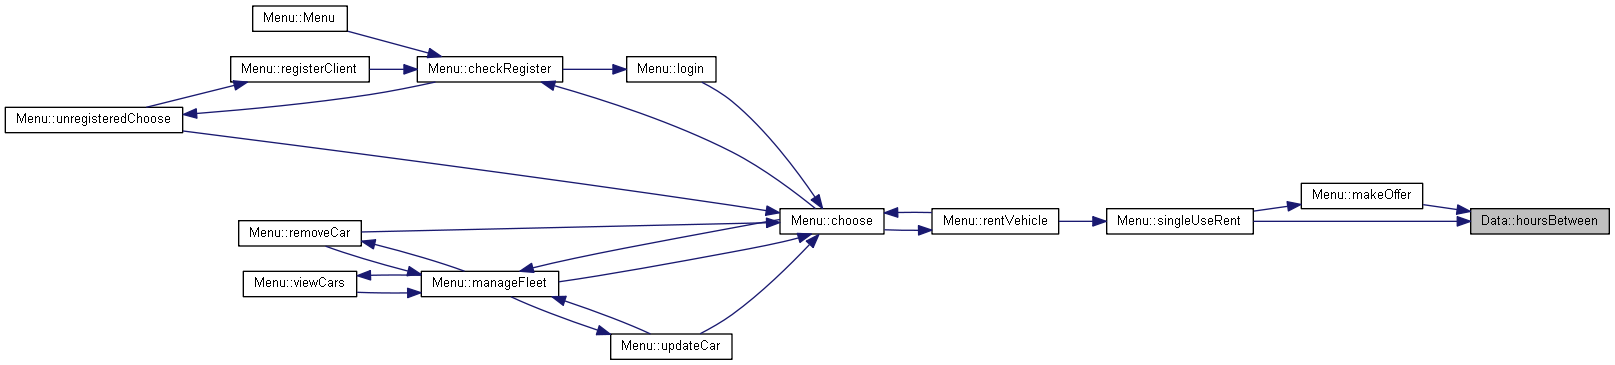 Menu::Menu
Menu::registerClient
Menu::checkRegister
Menu::login
Menu::unregisteredChoose
Menu::makeOffer
Menu::choose
Menu::rentVehicle
Menu::singleUseRent
Data::hoursBetween
Menu::removeCar
Menu::viewCars
Menu::manageFleet
Menu::updateCar